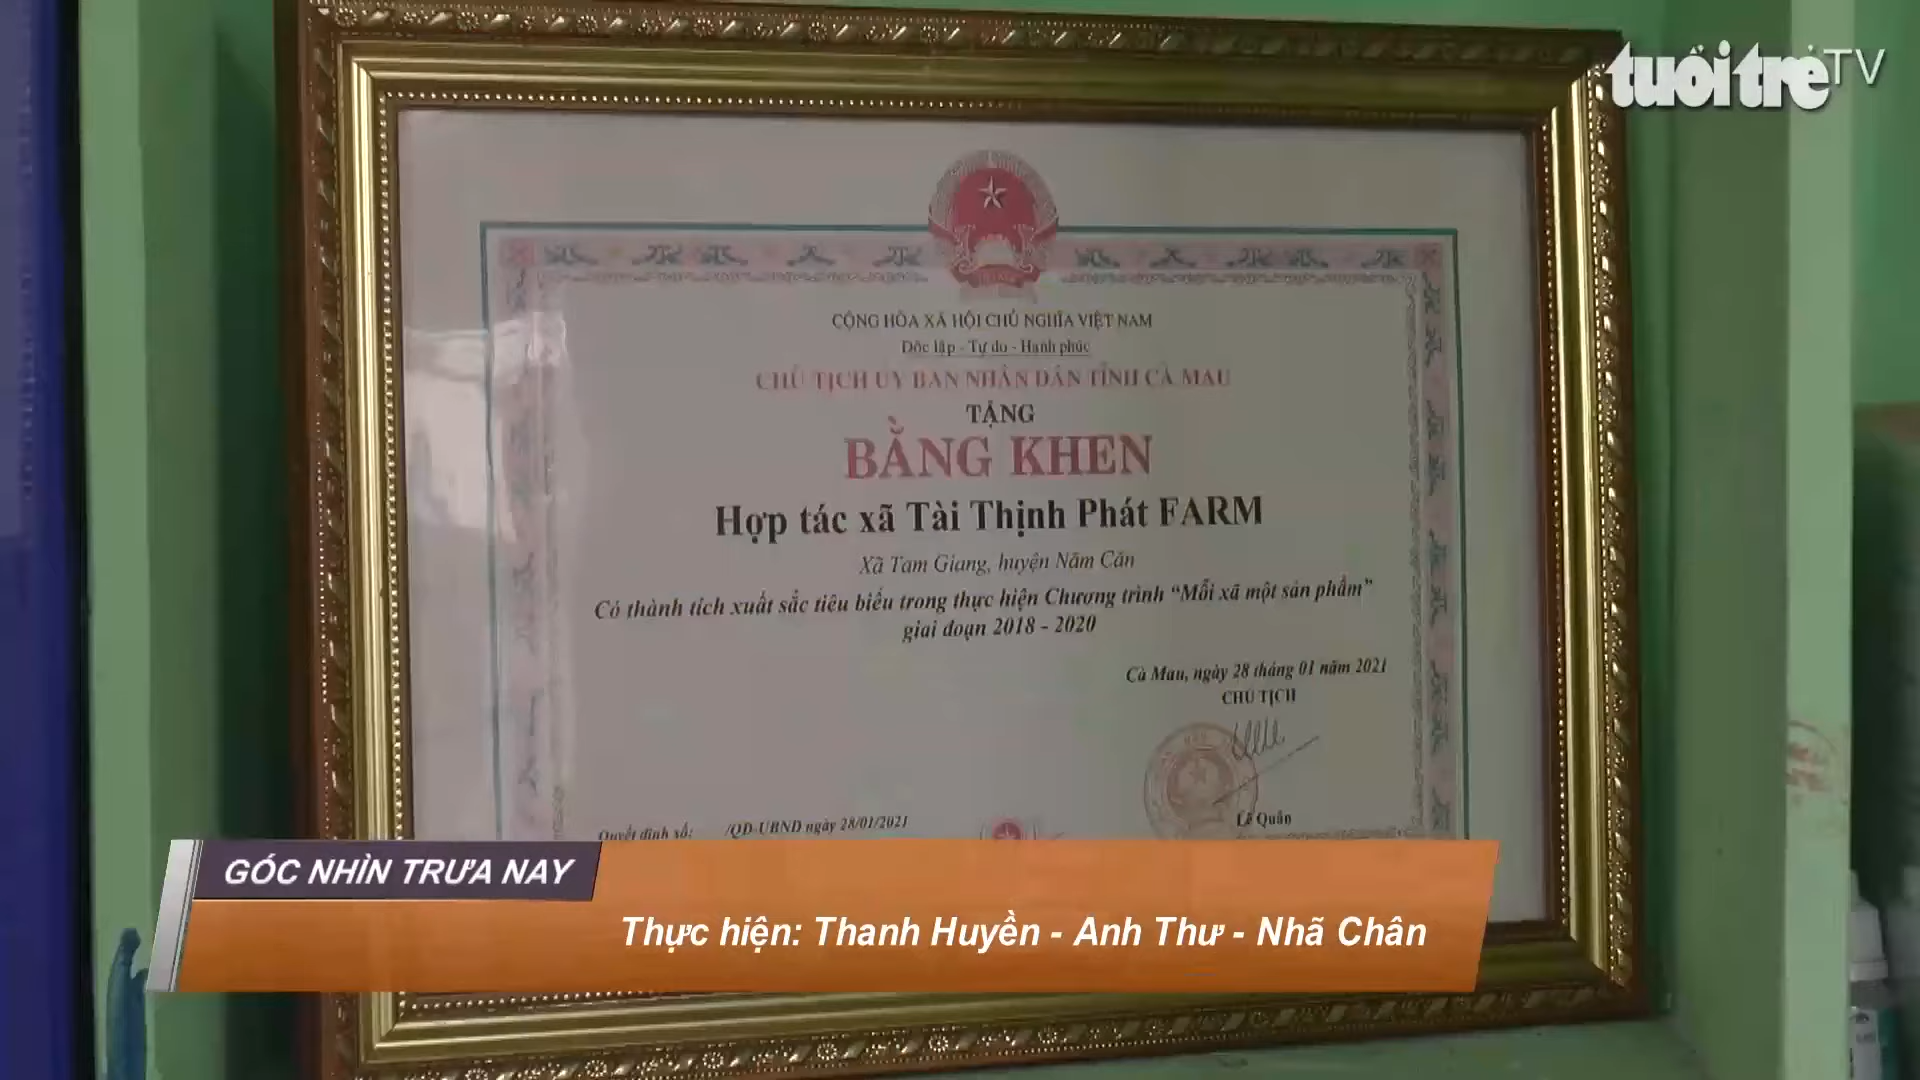 tuổi trẻ TV
CỘNG HÒA XÃ HỘI CHỦ NGHĨA VIỆT NAM
Độc lập - Tự do - Hạnh phúc
CHỦ TỊCH UỶ BAN NHÂN DÂN TỈNH CÀ MAU
TẶNG
BẰNG KHEN
Hợp tác xã Tài Thịnh Phát FARM
Xã Tam Giang, huyện Năm Căn
Có thành tích xuất sắc tiêu biểu trong thực hiện Chương trình “Mỗi xã một sản phẩm”
giai đoạn 2018 - 2020
Cà Mau, ngày 28 tháng 01 năm 2021
CHỦ TỊCH
Lê Quân
Quyết định số: /QĐ-UBND ngày 28/01/2021
GÓC NHÌN TRƯA NAY
Thực hiện: Thanh Huyền - Anh Thư - Nhã Chân